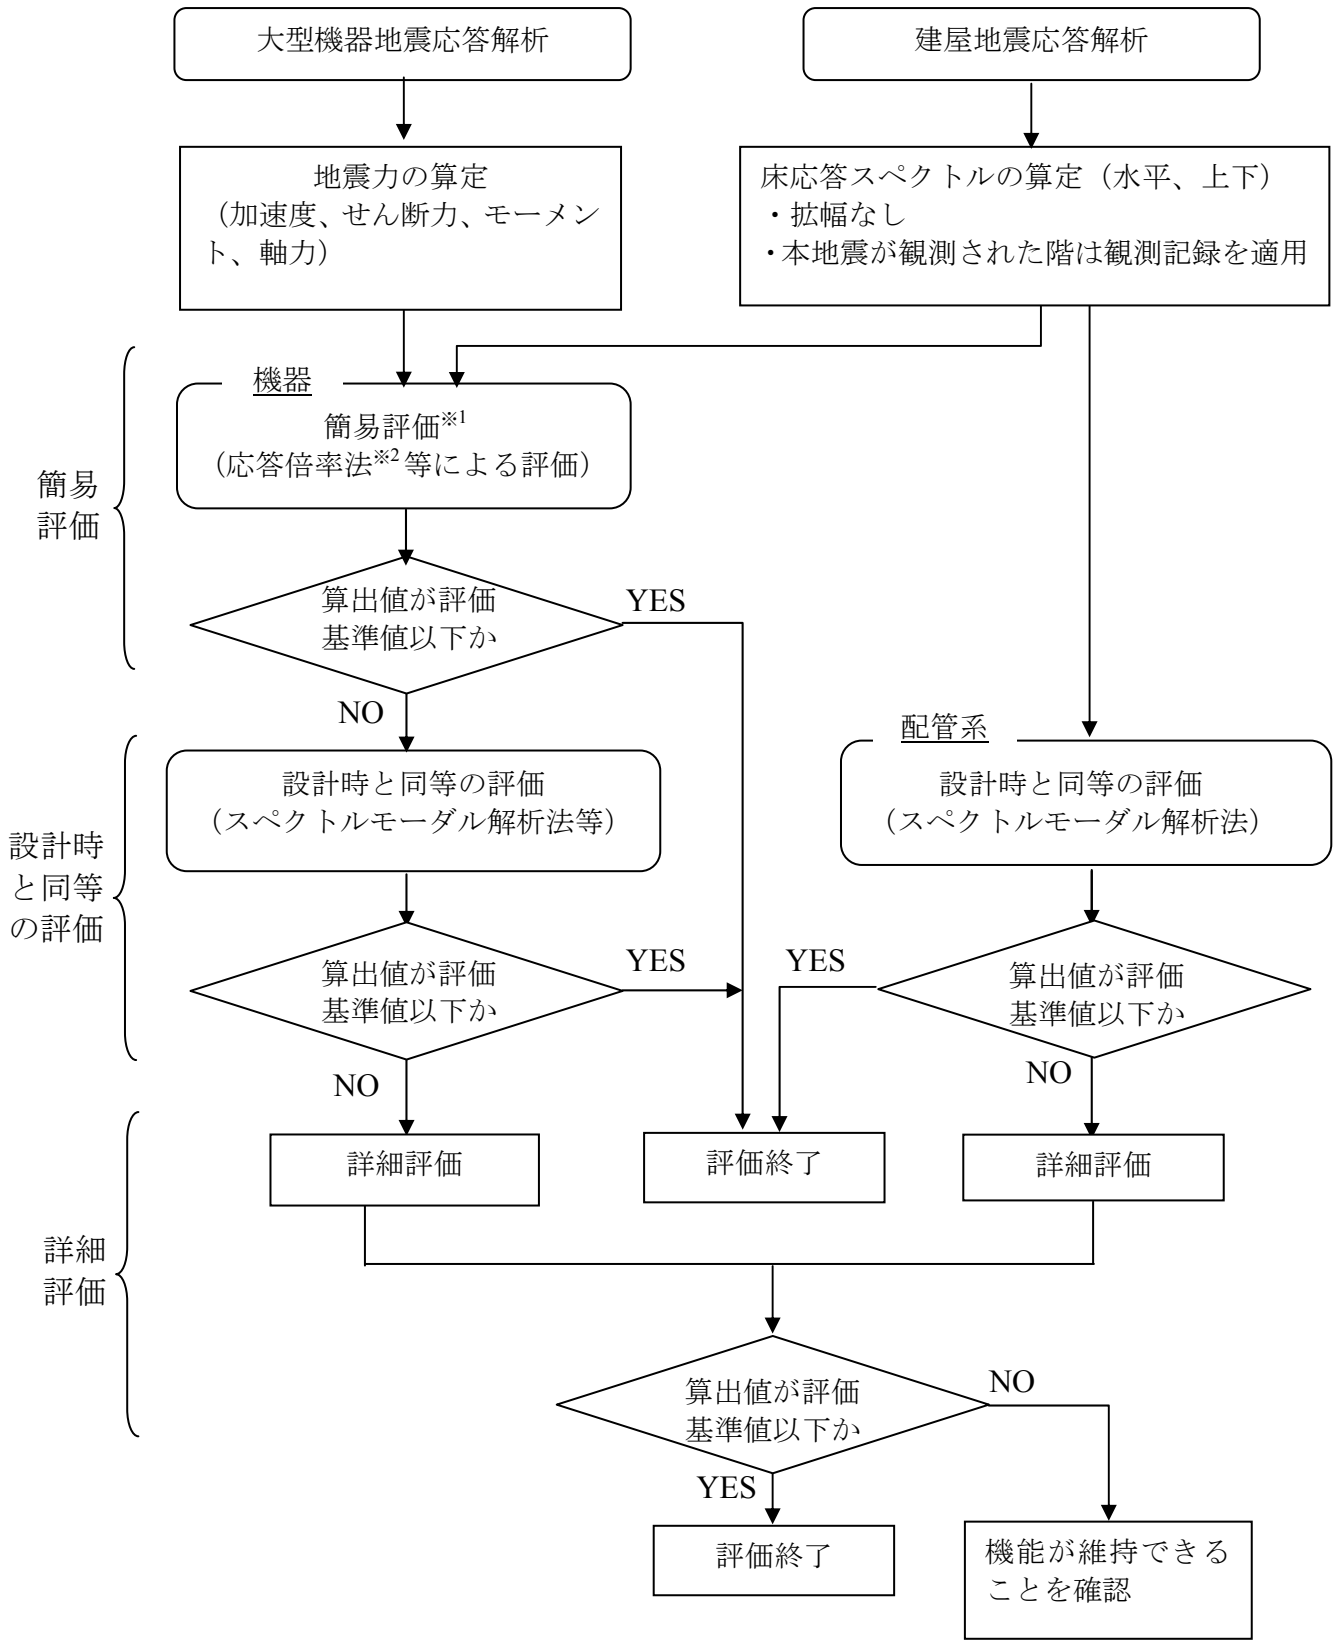 大型機器地震応答解析
建屋地震応答解析
地震力の算定
（加速度、せん断力、モーメン
ト、軸力）
床応答スペクトルの算定（水平、上下）
・拡幅なし
・本地震が観測された階は観測記録を適用
機器
簡易評価※1
（応答倍率法※2等による評価）
簡易
評価
算出値が評価
基準値以下か
YES
NO
配管系
設計時と同等の評価
（スペクトルモーダル解析法等）
設計時と同等の評価
（スペクトルモーダル解析法）
設計時
と同等
の評価
算出値が評価
基準値以下か
YES
YES
算出値が評価
基準値以下か
NO
NO
詳細評価
評価終了
詳細評価
詳細
評価
算出値が評価
基準値以下か
NO
YES
評価終了
機能が維持できる
ことを確認